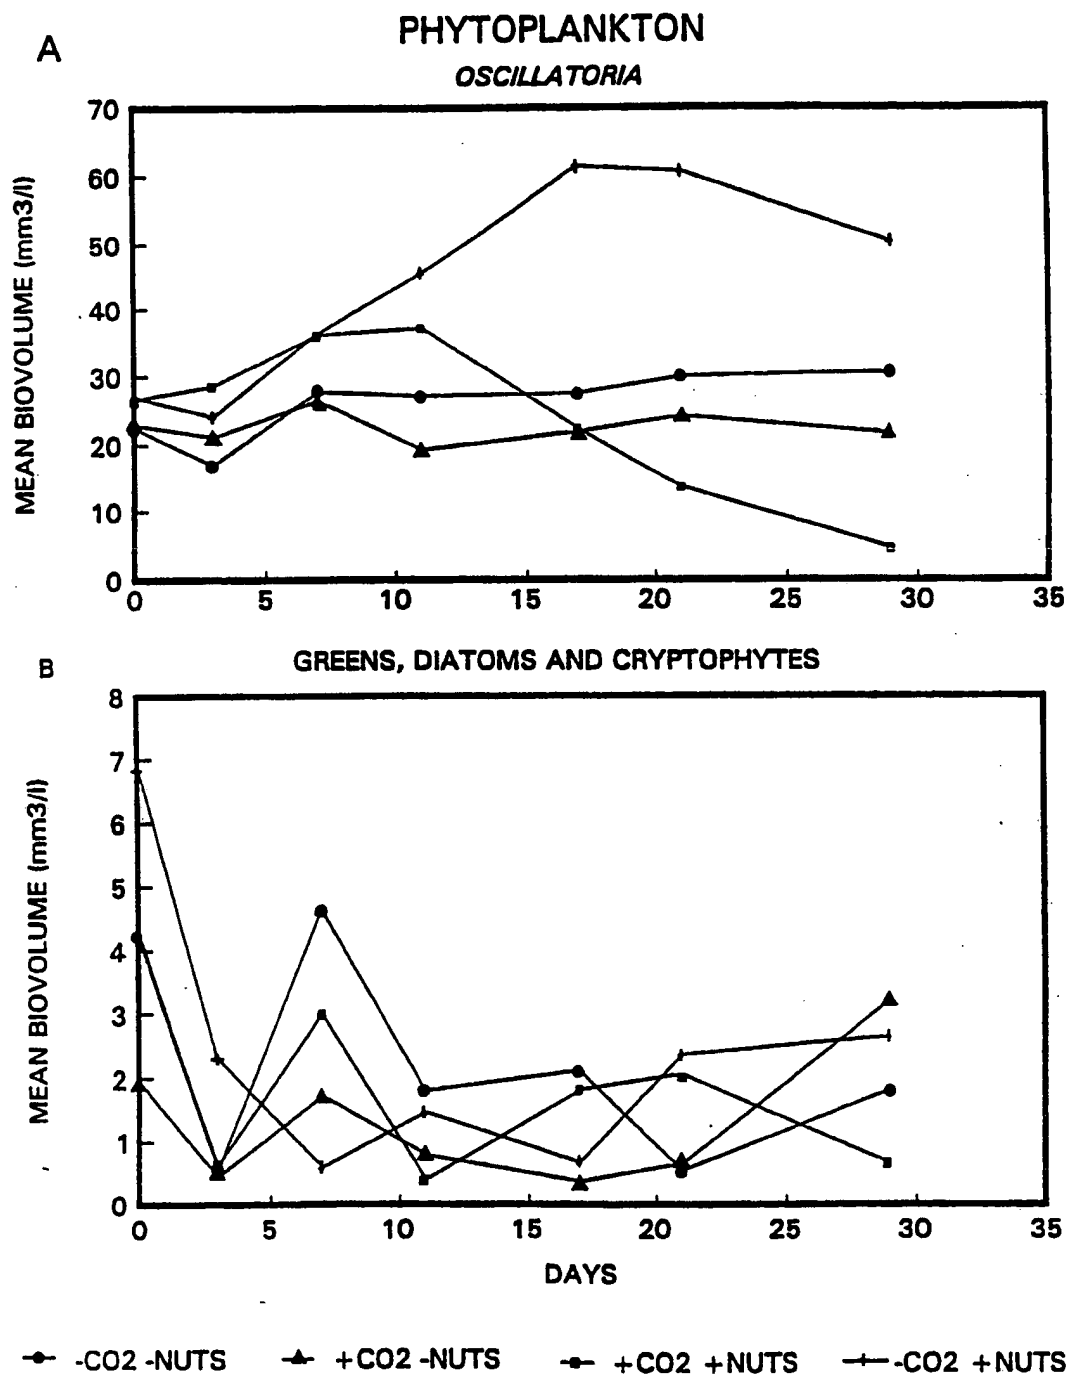 A
PHYTOPLANKTON
OSCILLATORIA
MEAN BIOVOLUME (mm3/l)
70
60
50
40
30
20
10
0
0 5 10 15 20 25 30 35
B
GREENS, DIATOMS AND CRYPTOPHYTES
MEAN BIOVOLUME (mm3/l)
8
7
6
5
4
3
2
1
0
0 5 10 15 20 25 30 35
DAYS
-CO2 -NUTS +CO2 -NUTS +CO2 +NUTS -CO2 +NUTS